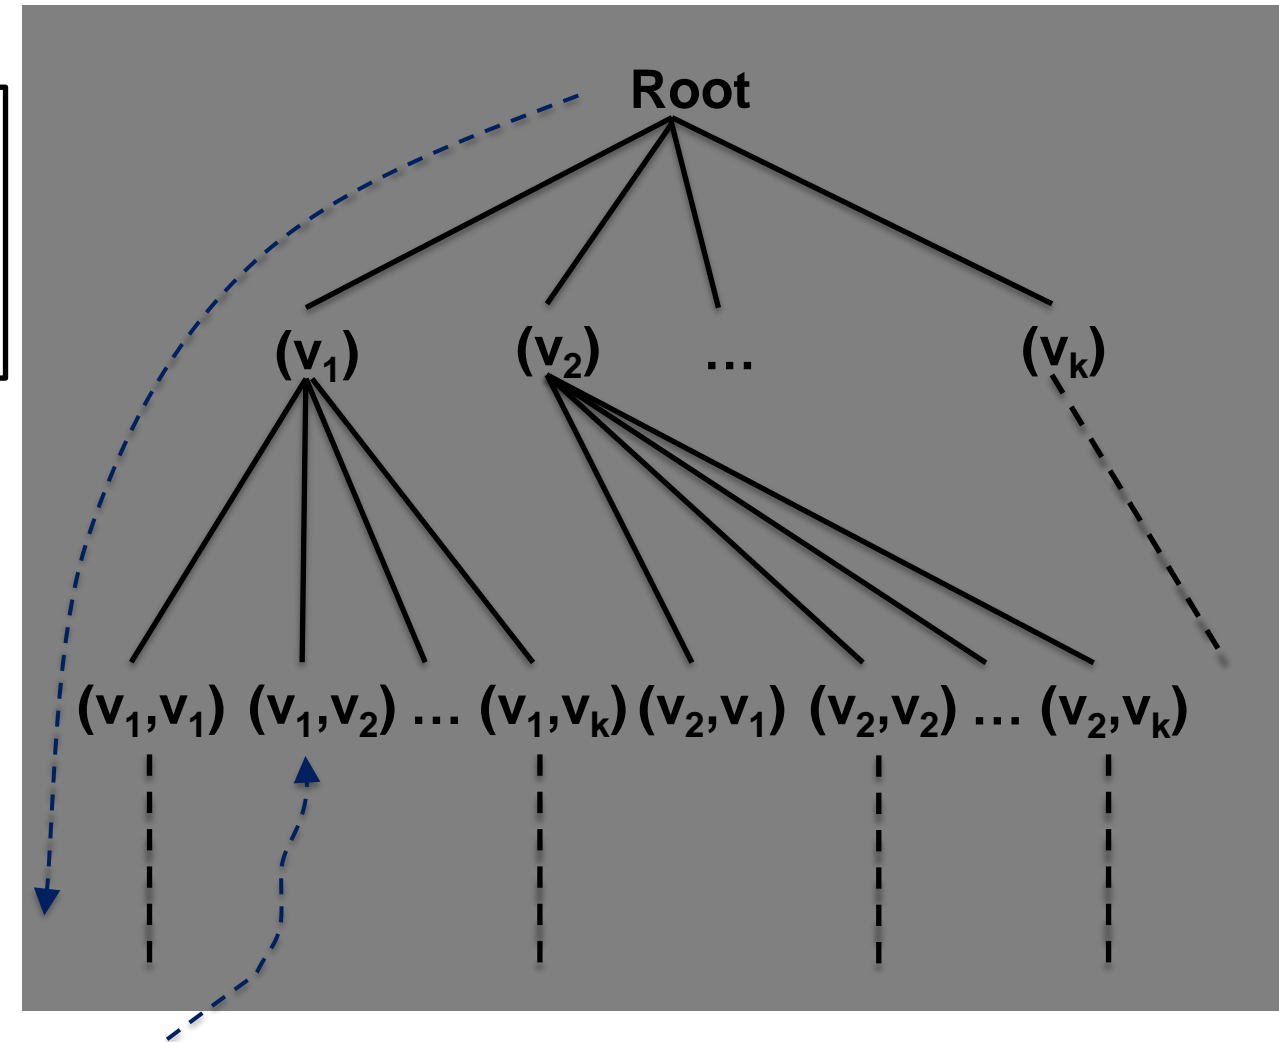 Root
(v1) (v2) … (vk)
(v1,v1) (v1,v2) … (v1,vk) (v2,v1) (v2,v2) … (v2,vk)